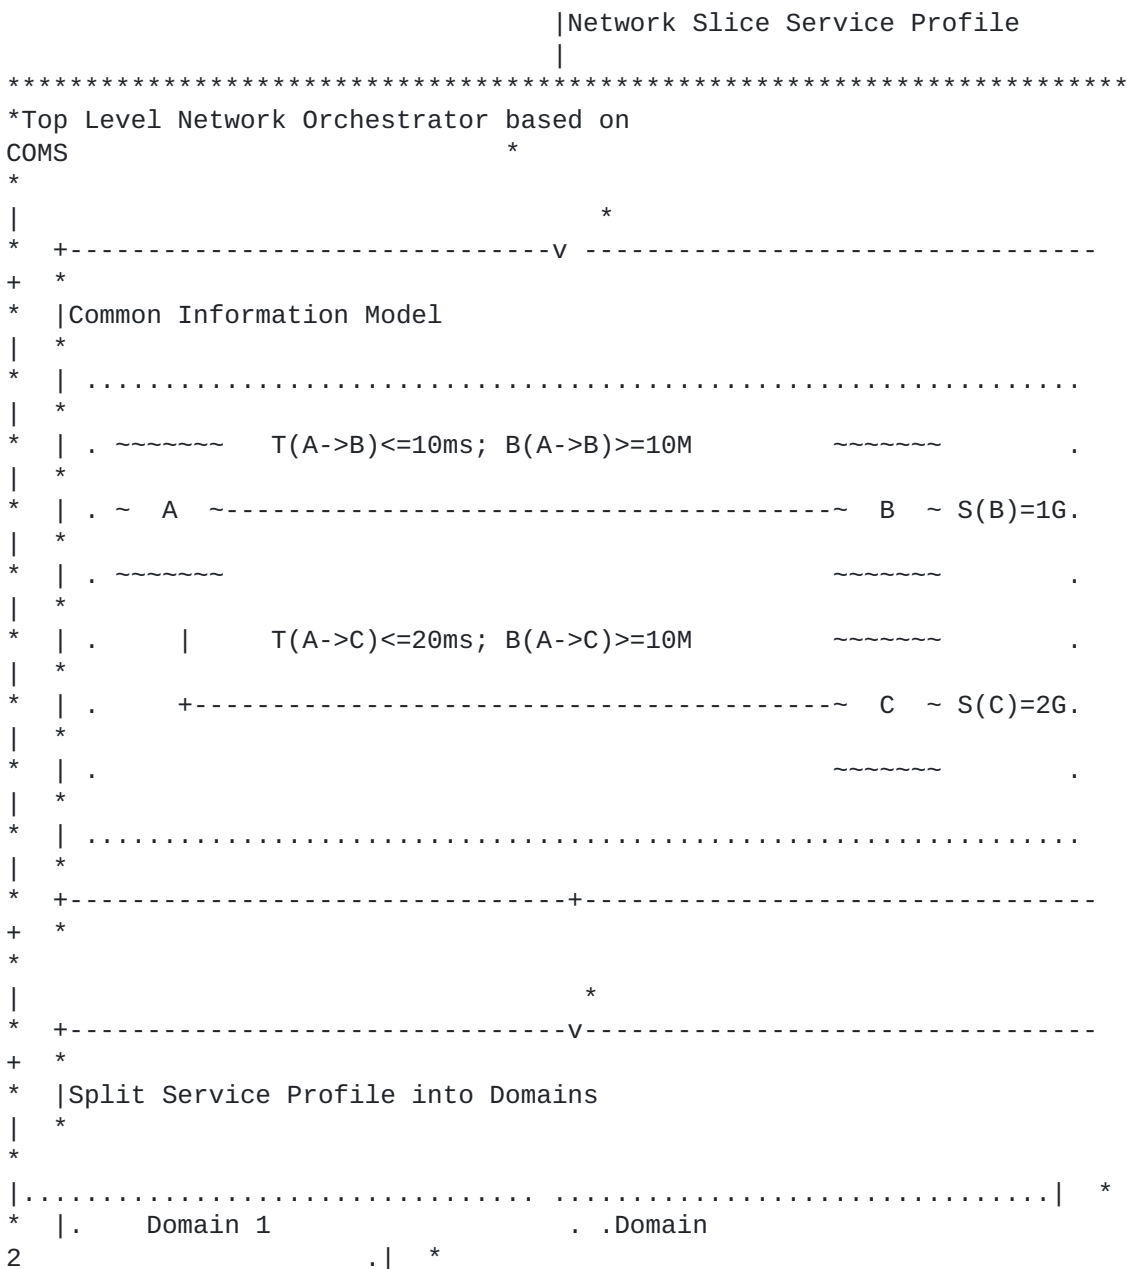 |Network Slice Service Profile
                                   |
************************************************************************
*Top Level Network Orchestrator based on
COMS                            *
*
|                                     *
*  +-------------------------------v ---------------------------------
+  *
*  |Common Information Model
|  *
*  | ................................................................
|  *
*  | . ~~~~~~~   T(A->B)<=10ms; B(A->B)>=10M         ~~~~~~~        .
|  *
*  | . ~  A  ~---------------------------------------~  B  ~ S(B)=1G.
|  *
*  | . ~~~~~~~                                       ~~~~~~~        .
|  *
*  | .     |     T(A->C)<=20ms; B(A->C)>=10M         ~~~~~~~        .
|  *
*  | .     +-----------------------------------------~  C  ~ S(C)=2G.
|  *
*  | .                                               ~~~~~~~        .
|  *
*  | ................................................................
|  *
*  +--------------------------------+---------------------------------
+  *
*
|                                    *
*  +--------------------------------v---------------------------------
+  *
*  |Split Service Profile into Domains
|  *
*
|................................. ................................|  *
*  |.    Domain 1                   . .Domain
2                      .|  *